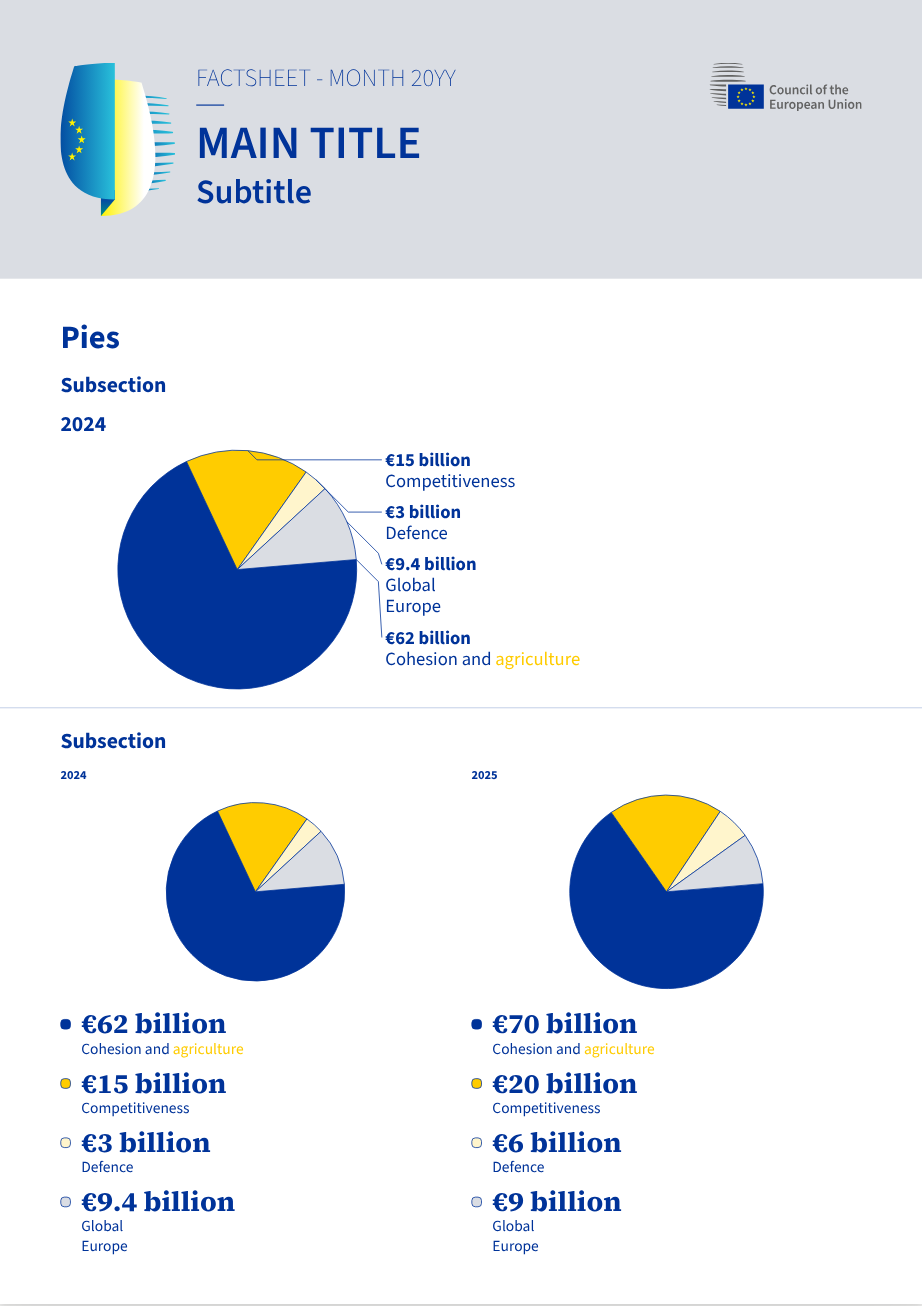 FACTSHEET - MONTH 20YY
MAIN TITLE
Subtitle
Council of the
European Union
Pies
Subsection
2024
€15 billion
Competitiveness
€3 billion
Defence
€9.4 billion
Global
Europe
€62 billion
Cohesion and agriculture
Subsection
2024
€62 billion
Cohesion and agriculture
€15 billion
Competitiveness
€3 billion
Defence
€9.4 billion
Global
Europe
2025
€70 billion
Cohesion and agriculture
€20 billion
Competitiveness
€6 billion
Defence
€9 billion
Global
Europe